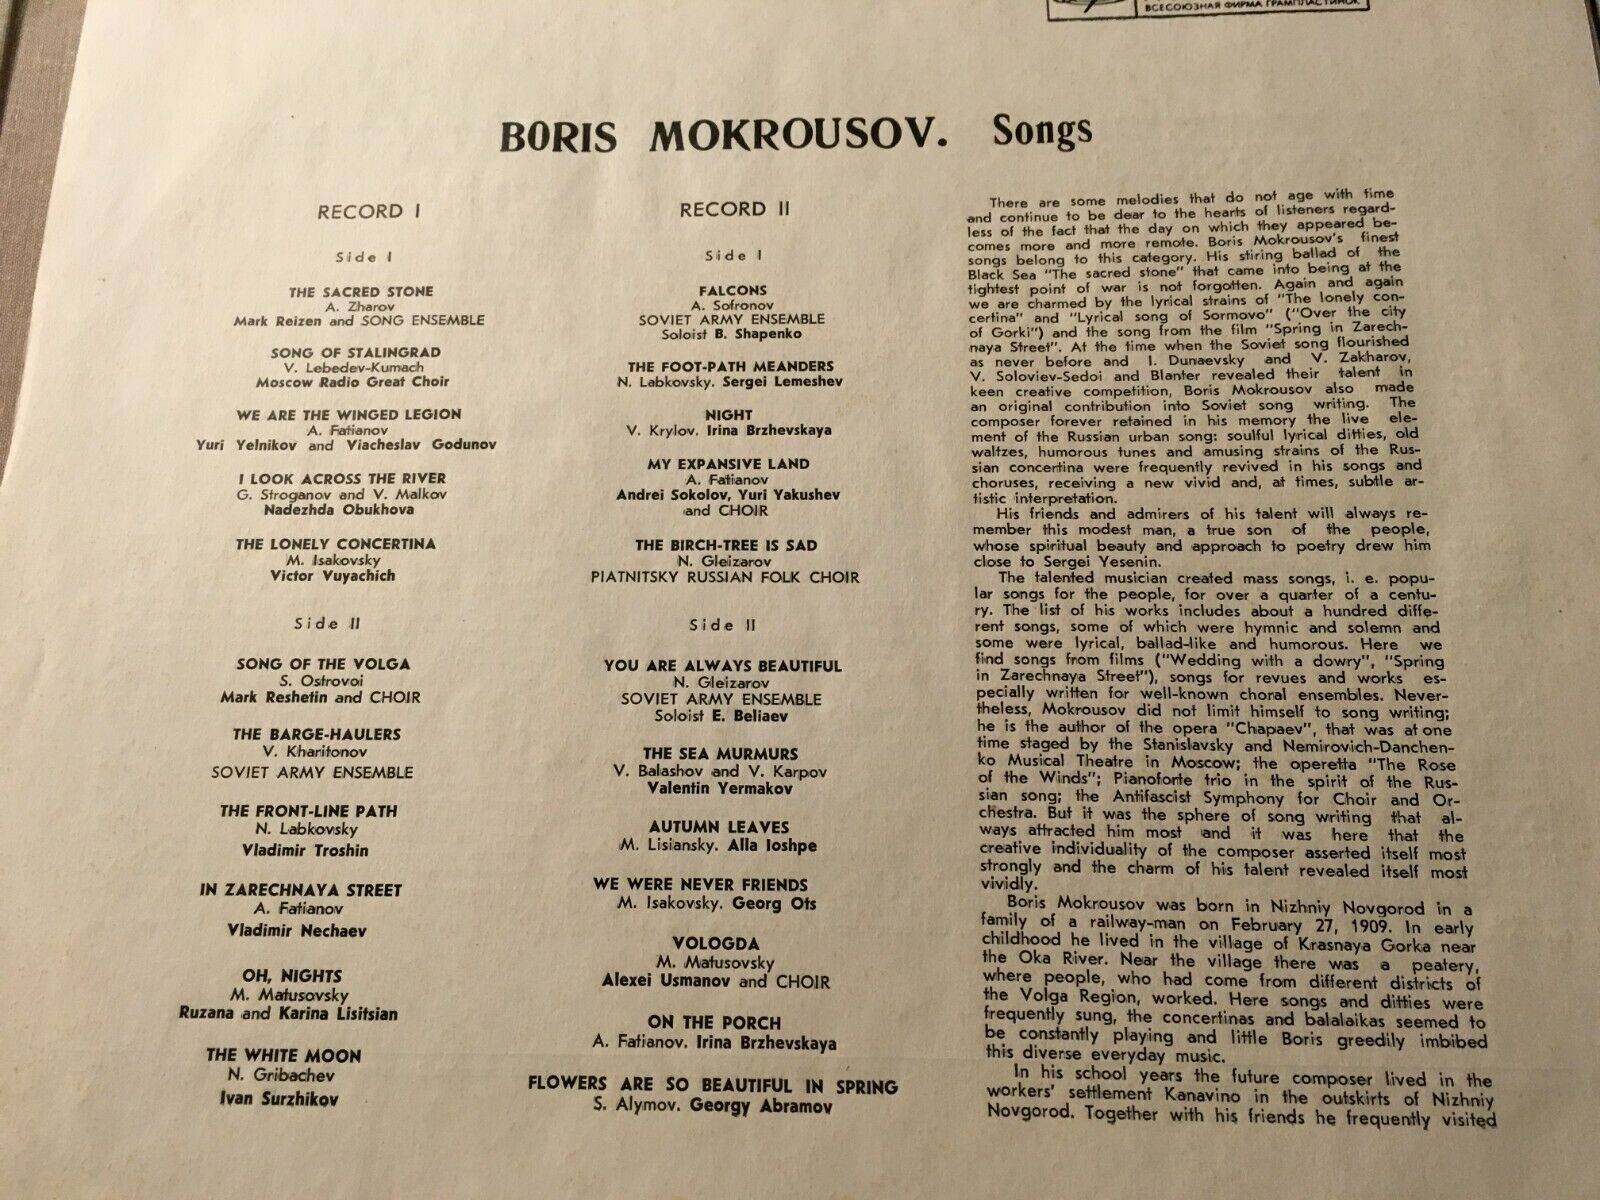 ВСЕСОЮЗНАЯ ФИРМА ГРАМПЛАСТИНОК
BORIS MOKROUSOV. Songs
RECORD I
Side I
THE SACRED STONE
A. Zharov
Mark Reizen and SONG ENSEMBLE
SONG OF STALINGRAD
V. Lebedev-Kumach
Moscow Radio Great Choir
WE ARE THE WINGED LEGION
A. Fatianov
Yuri Yelnikov and Viacheslav Godunov
I LOOK ACROSS THE RIVER
G. Stroganov and V. Malkov
Nadezhda Obukhova
THE LONELY CONCERTINA
M. Isakovsky
Victor Vuyachich
Side II
SONG OF THE VOLGA
S. Ostrovoi
Mark Reshetin and CHOIR
THE BARGE-HAULERS
V. Kharitonov
SOVIET ARMY ENSEMBLE
THE FRONT-LINE PATH
N. Labkovsky
Vladimir Troshin
IN ZARECHNAYA STREET
A. Fatianov
Vladimir Nechaev
OH, NIGHTS
M. Matusovsky
Ruzana and Karina Lisitsian
THE WHITE MOON
N. Gribachev
Ivan Surzhikov
RECORD II
Side I
FALCONS
A. Sofronov
SOVIET ARMY ENSEMBLE
Soloist B. Shapenko
THE FOOT-PATH MEANDERS
N. Labkovsky. Sergei Lemeshev
NIGHT
V. Krylov. Irina Brzhevskaya
MY EXPANSIVE LAND
A. Fatianov
Andrei Sokolov, Yuri Yakushev
and CHOIR
THE BIRCH-TREE IS SAD
N. Gleizarov
PIATNITSKY RUSSIAN FOLK CHOIR
Side II
YOU ARE ALWAYS BEAUTIFUL
N. Gleizarov
SOVIET ARMY ENSEMBLE
Soloist E. Beliaev
THE SEA MURMURS
V. Balashov and V. Karpov
Valentin Yermakov
AUTUMN LEAVES
M. Lisiansky. Alla Ioshpe
WE WERE NEVER FRIENDS
M. Isakovsky. Georg Ots
VOLOGDA
M. Matusovsky
Alexei Usmanov and CHOIR
ON THE PORCH
A. Fatianov. Irina Brzhevskaya
FLOWERS ARE SO BEAUTIFUL IN SPRING
S. Alymov. Georgy Abramov
There are some melodies that do not age with time
and continue to be dear to the hearts of listeners regard-
less of the fact that the day on which they appeared be-
comes more and more remote. Boris Mokrousov's finest
songs belong to this category. His stiring ballad of the
Black Sea "The sacred stone" that came into being at the
tightest point of war is not forgotten. Again and again
we are charmed by the lyrical strains of "The lonely con-
certina" and "Lyrical song of Sormovo" ("Over the city
of Gorki") and the song from the film "Spring in Zarech-
naya Street". At the time when the Soviet song flourished
as never before and I. Dunaevsky and V. Zakharov,
V. Soloviev-Sedoi and Blanter revealed their talent in
keen creative competition, Boris Mokrousov also made
an original contribution into Soviet song writing. The
composer forever retained in his memory the live ele-
ment of the Russian urban song: soulful lyrical ditties, old
waltzes, humorous tunes and amusing strains of the Rus-
sian concertina were frequently revived in his songs and
choruses, receiving a new vivid and, at times, subtle ar-
tistic interpretation.
His friends and admirers of his talent will always re-
member this modest man, a true son of the people,
whose spiritual beauty and approach to poetry drew him
close to Sergei Yesenin.
The talented musician created mass songs, i. e. popu-
lar songs for the people, for over a quarter of a centu-
ry. The list of his works includes about a hundred diffe-
rent songs, some of which were hymnic and solemn and
some were lyrical, ballad-like and humorous. Here we
find songs from films ("Wedding with a dowry", "Spring
in Zarechnaya Street"), songs for revues and works es-
pecially written for well-known choral ensembles. Never-
theless, Mokrousov did not limit himself to song writing;
he is the author of the opera "Chapaev", that was at one
time staged by the Stanislavsky and Nemirovich-Danchen-
ko Musical Theatre in Moscow; the operetta "The Rose
of the Winds"; Pianoforte trio in the spirit of the Rus-
sian song; the Antifascist Symphony for Choir and Or-
chestra. But it was the sphere of song writing that al-
ways attracted him most and it was here that the
creative individuality of the composer asserted itself most
strongly and the charm of his talent revealed itself most
vividly.
Boris Mokrousov was born in Nizhniy Novgorod in a
family of a railway-man on February 27, 1909. In early
childhood he lived in the village of Krasnaya Gorka near
the Oka River. Near the village there was a peatery,
where people, who had come from different districts of
the Volga Region, worked. Here songs and ditties were
frequently sung, the concertinas and balalaikas seemed to
be constantly playing and little Boris greedily imbibed
this diverse everyday music.
In his school years the future composer lived in the
workers' settlement Kanavino in the outskirts of Nizhniy
Novgorod. Together with his friends he frequently visited